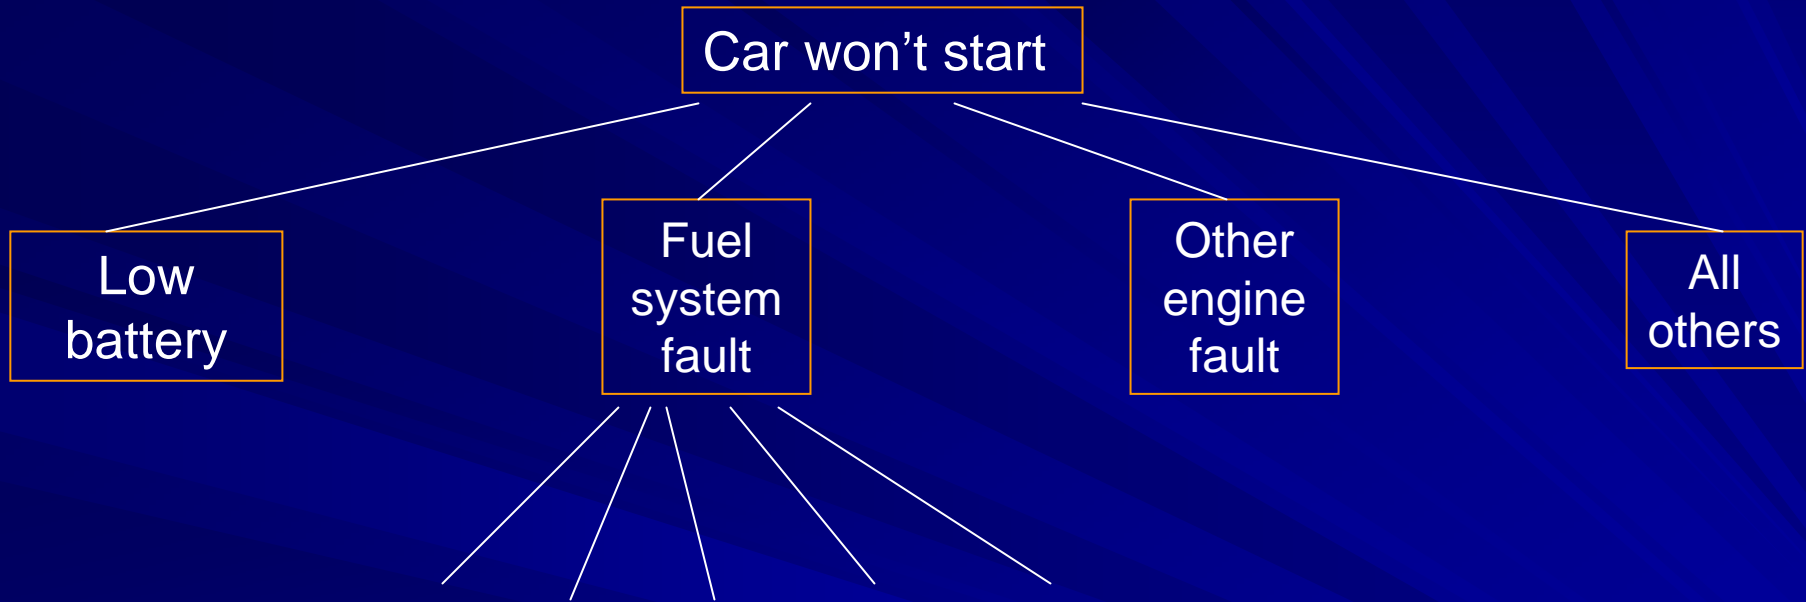 Car won’t start
Low
battery
Fuel
system
fault
Other
engine
fault
All
others